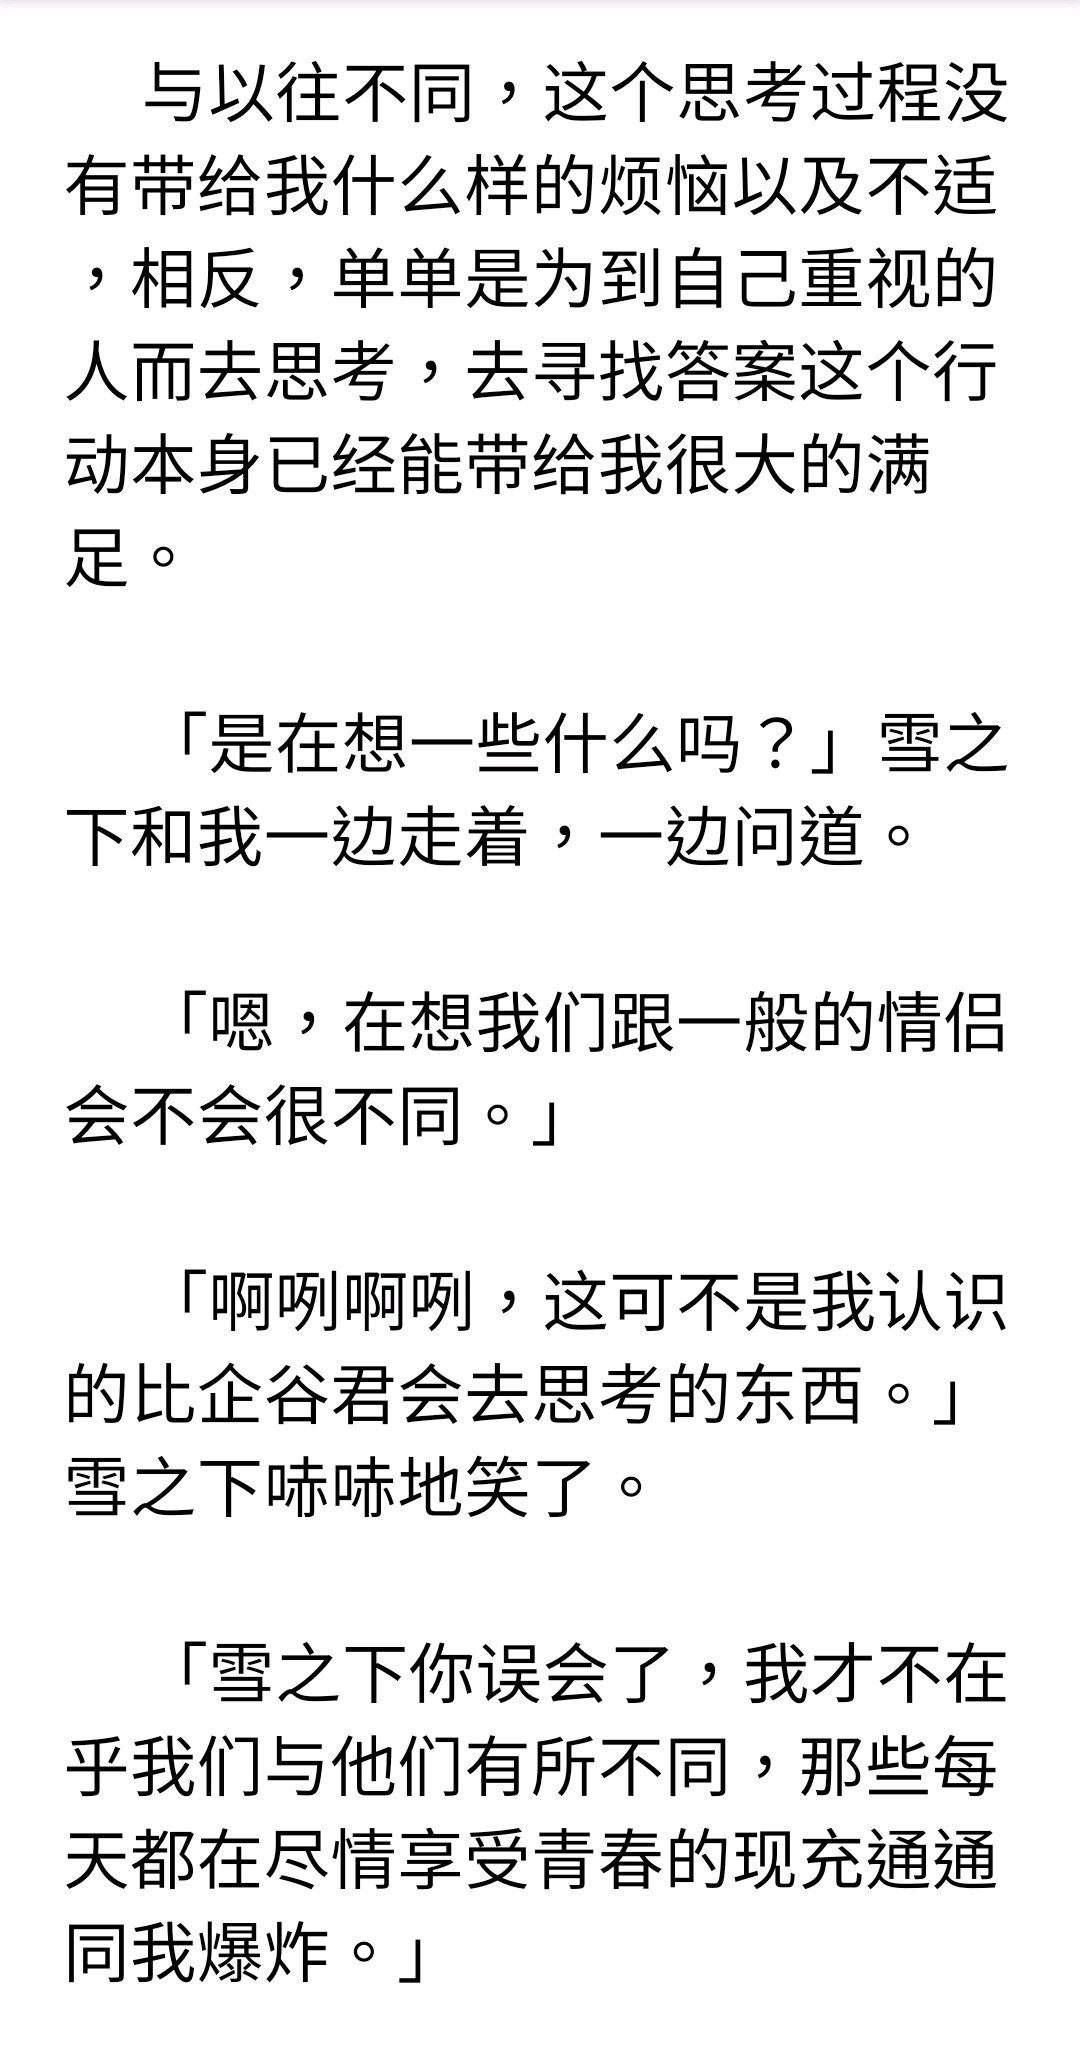 与以往不同，这个思考过程没
有带给我什么样的烦恼以及不适
，相反，单单是为到自己重视的
人而去思考，去寻找答案这个行
动本身已经能带给我很大的满
足。
「是在想一些什么吗？」雪之
下和我一边走着，一边问道。
「嗯，在想我们跟一般的情侣
会不会很不同。」
「啊咧啊咧，这可不是我认识
的比企谷君会去思考的东西。」
雪之下哧哧地笑了。
「雪之下你误会了，我才不在
乎我们与他们有所不同，那些每
天都在尽情享受青春的现充通通
同我爆炸。」